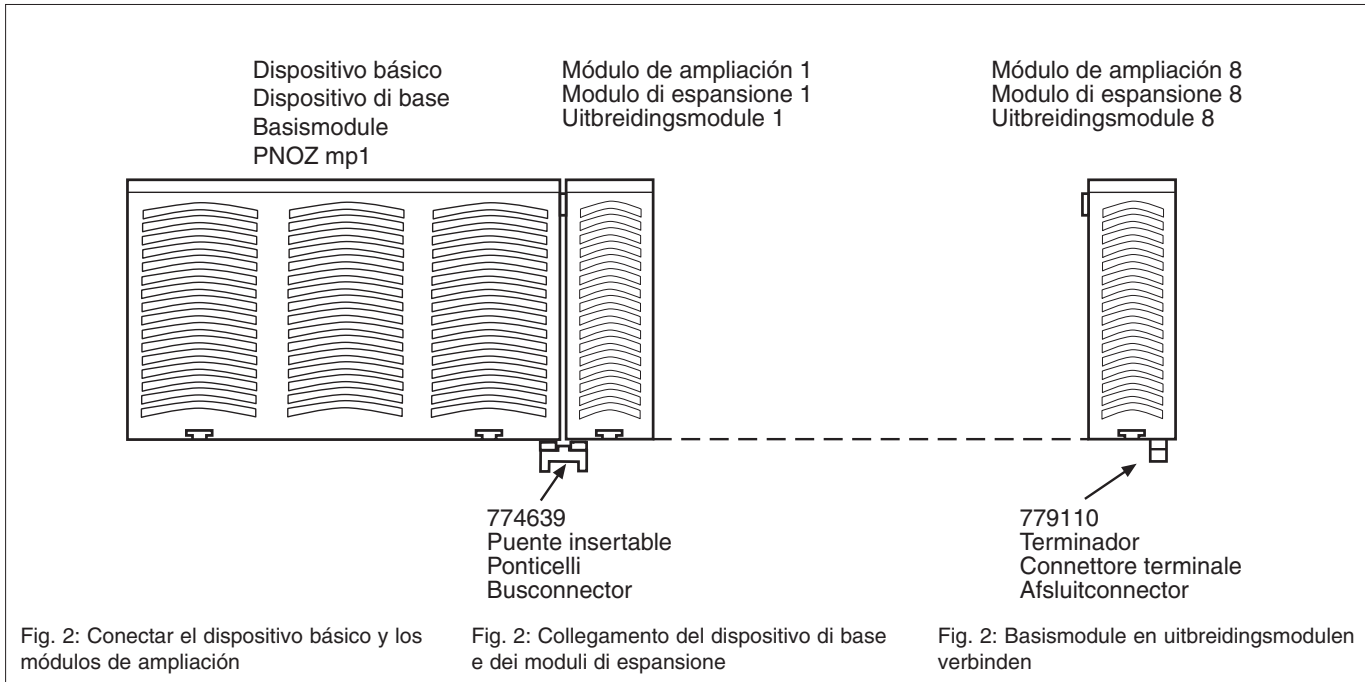 Dispositivo básico
Dispositivo di base
Basismodule
PNOZ mp1
Módulo de ampliación 1
Modulo di espansione 1
Uitbreidingsmodule 1
Módulo de ampliación 8
Modulo di espansione 8
Uitbreidingsmodule 8
774639
Puente insertable
Ponticelli
Busconnector
779110
Terminador
Connettore terminale
Afsluitconnector
Fig. 2: Conectar el dispositivo básico y los
módulos de ampliación
Fig. 2: Collegamento del dispositivo di base
e dei moduli di espansione
Fig. 2: Basismodule en uitbreidingsmodulen
verbinden